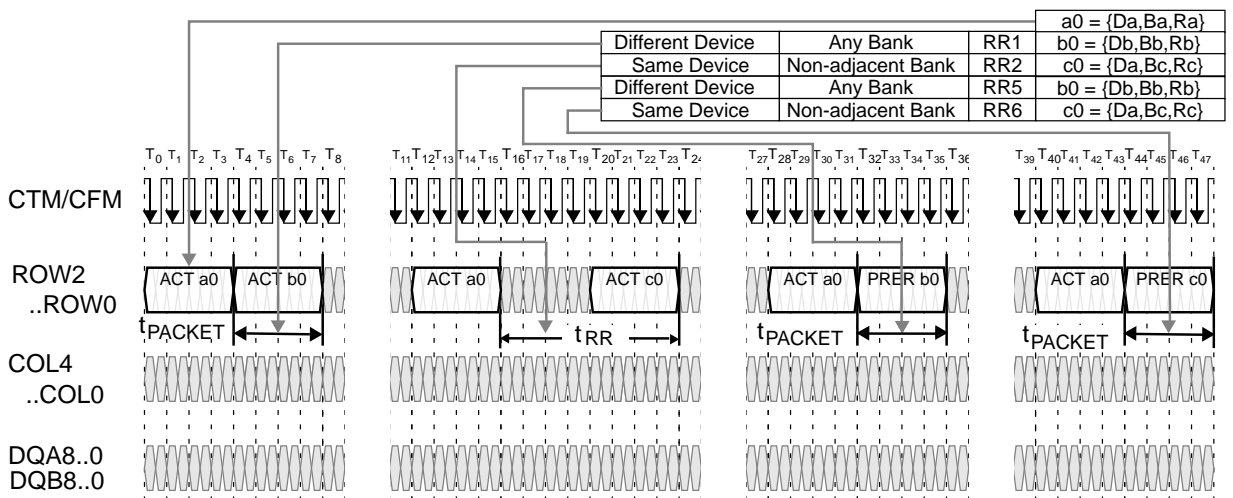 a0 = {Da,Ba,Ra}
Different Device Any Bank RR1 b0 = {Db,Bb,Rb}
Same Device Non-adjacent Bank RR2 c0 = {Da,Bc,Rc}
Different Device Any Bank RR5 b0 = {Db,Bb,Rb}
Same Device Non-adjacent Bank RR6 c0 = {Da,Bc,Rc}
T0 T1 T2 T3 T4 T5 T6 T7 T8 T11 T12 T13 T14 T15 T16 T17 T18 T19 T20 T21 T22 T23 T24 T27 T28 T29 T30 T31 T32 T33 T34 T35 T36 T39 T40 T41 T42 T43 T44 T45 T46 T47
CTM/CFM
ROW2
..ROW0
ACT a0 ACT b0 ACT a0 ACT c0 ACT a0 PRER b0 ACT a0 PRER c0
tPACKET tRR tPACKET tPACKET
COL4
..COL0
DQA8..0
DQB8..0